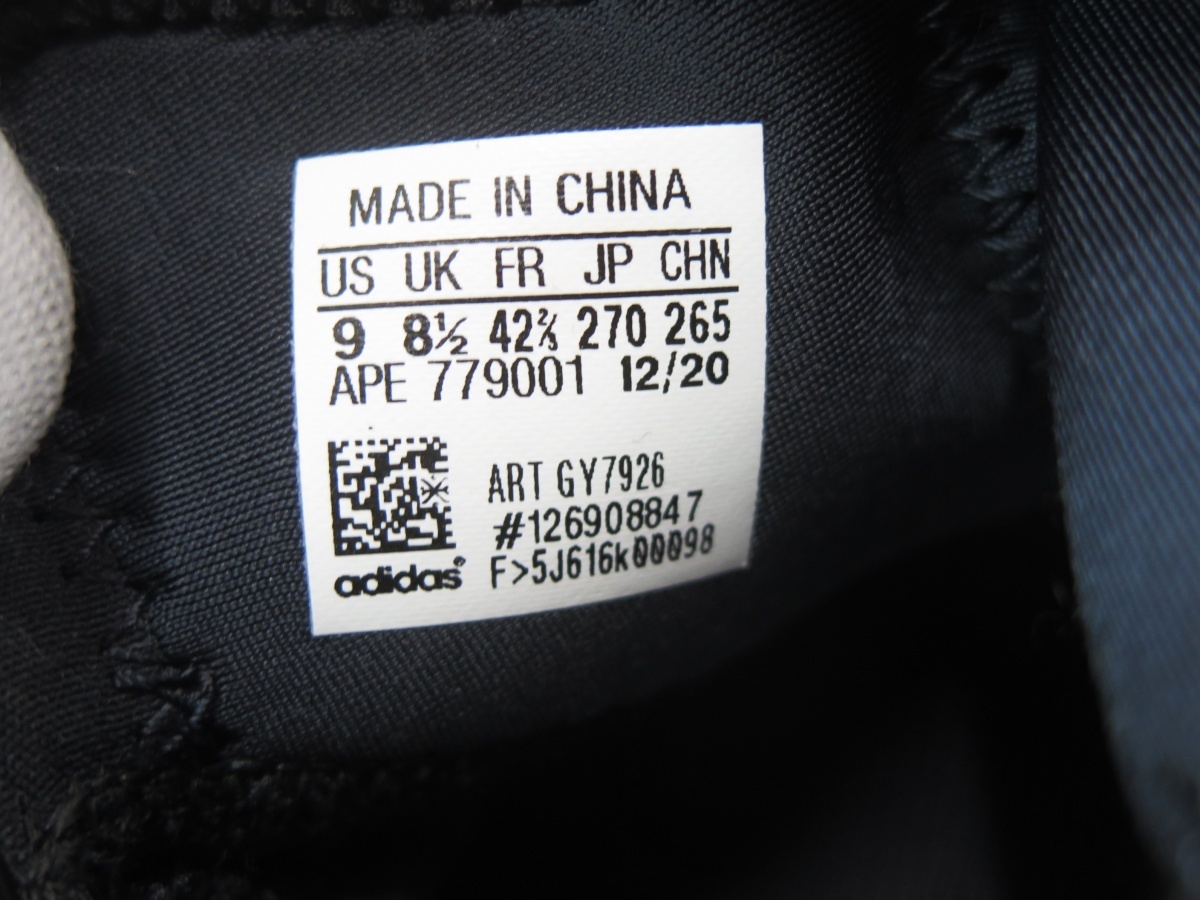 MADE IN CHINA
US UK FR JP CHN
9 8½ 42⅔ 270 265
APE 779001 12/20
ART GY7926
#126908847
F>5J616k00098
adidas®